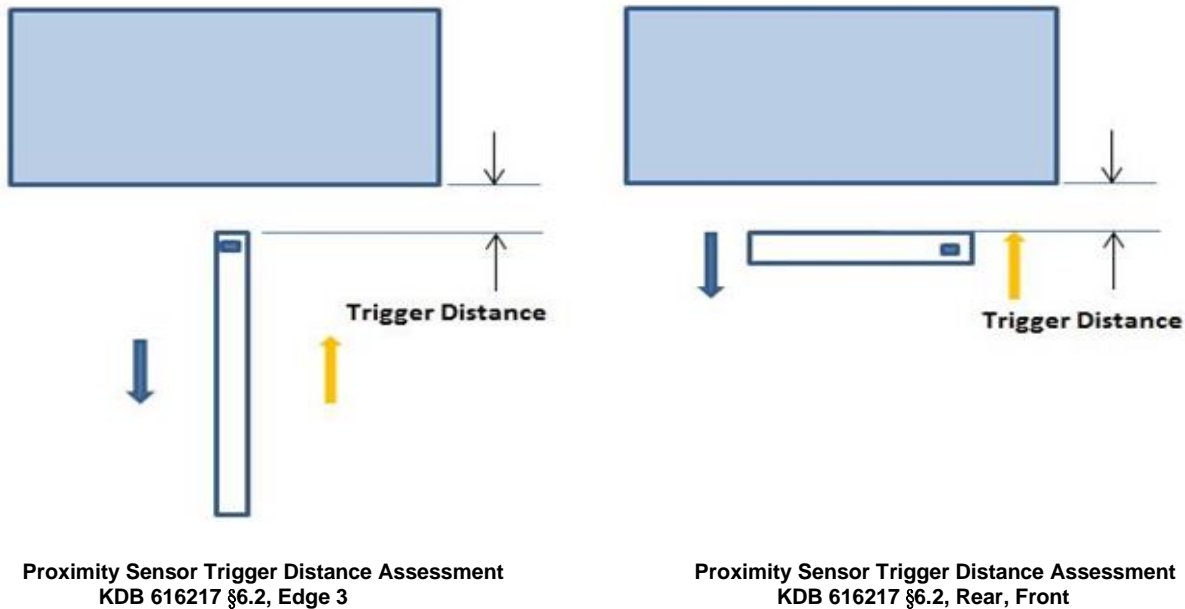 Trigger Distance
Trigger Distance
Proximity Sensor Trigger Distance Assessment
KDB 616217 §6.2, Edge 3
Proximity Sensor Trigger Distance Assessment
KDB 616217 §6.2, Rear, Front